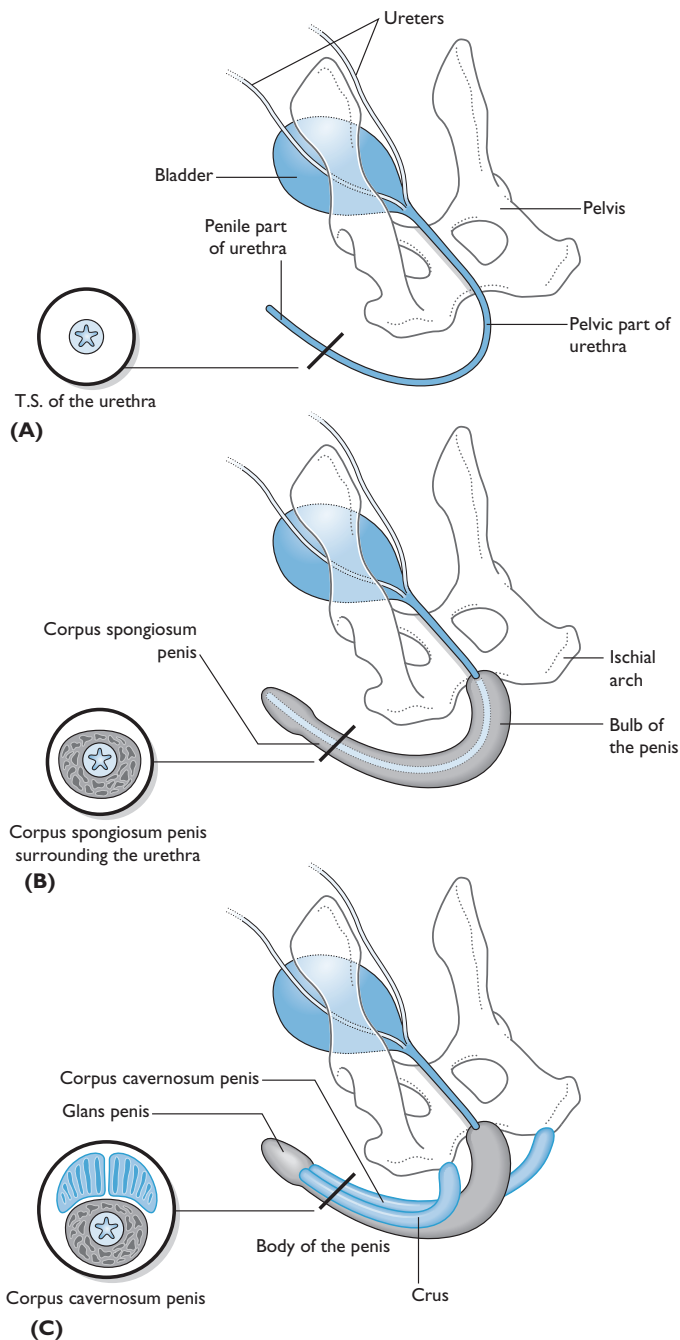 Ureters
Bladder
Pelvis
Penile part
of urethra
Pelvic part of
urethra
T.S. of the urethra
(A)
Corpus spongiosum
penis
Ischial
arch
Bulb of
the penis
Corpus spongiosum penis
surrounding the urethra
(B)
Corpus cavernosum penis
Glans penis
Body of the penis
Crus
Corpus cavernosum penis
(C)